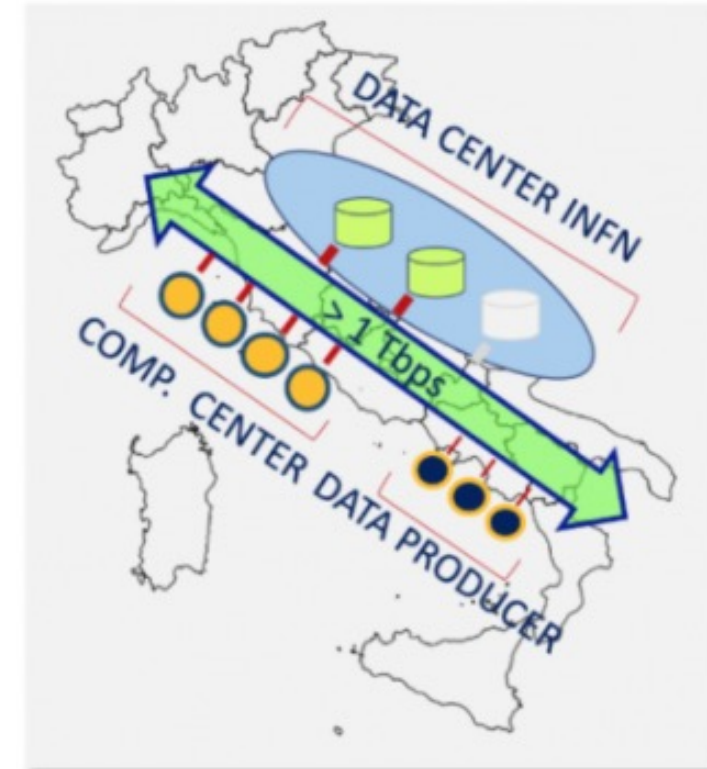 DATA CENTER INFN
> 1 Tbps
COMP. CENTER
DATA PRODUCER